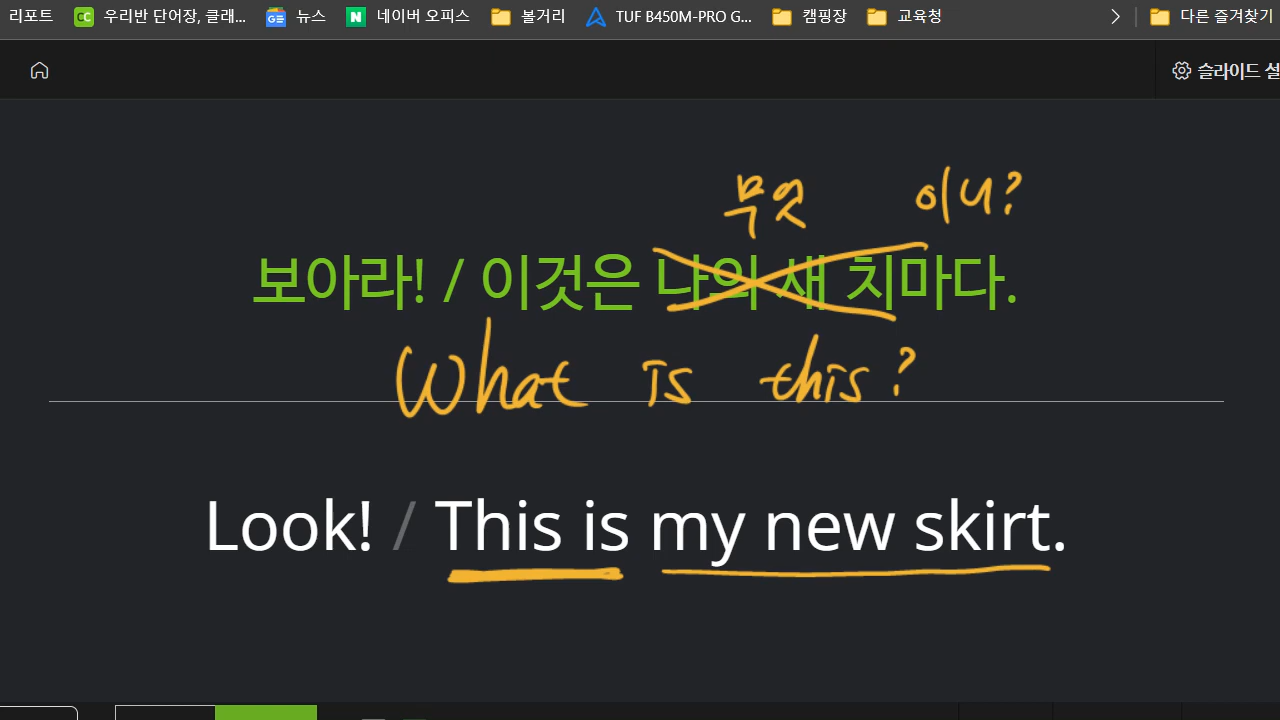 리포트 CC 우리반 단어장, 클래... GE 뉴스 N 네이버 오피스 볼거리 TUF B450M-PRO G... 캠핑장 교육청 다른 즐겨찾기
슬라이드 설
무엇 이니?
보아라! / 이것은 나의 새 치마다.
What is this?
Look! / This is my new skirt.